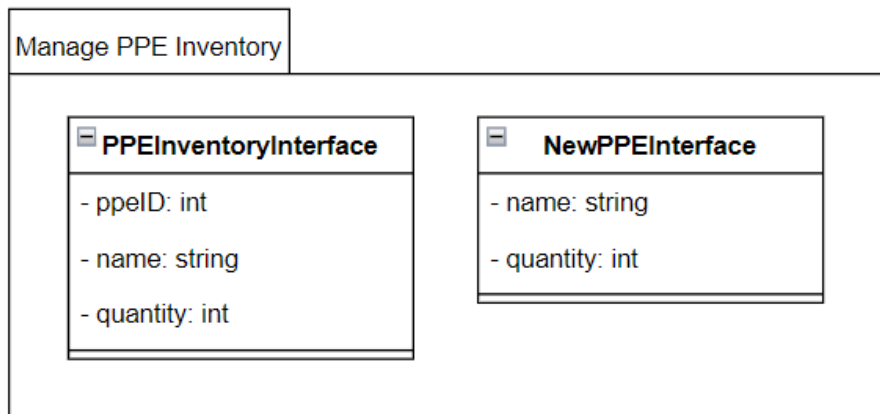 Manage PPE Inventory
PPEInventoryInterface
- ppeID: int
- name: string
- quantity: int
NewPPEInterface
- name: string
- quantity: int